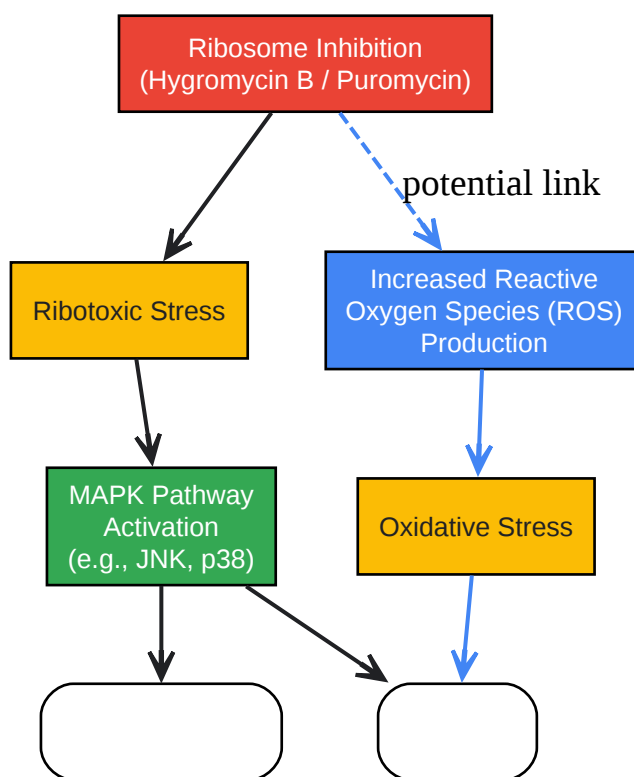 Ribosome Inhibition
(Hygromycin B / Puromycin)
potential link
Ribotoxic Stress
Increased Reactive
Oxygen Species (ROS)
Production
MAPK Pathway
Activation
(e.g., JNK, p38)
Oxidative Stress